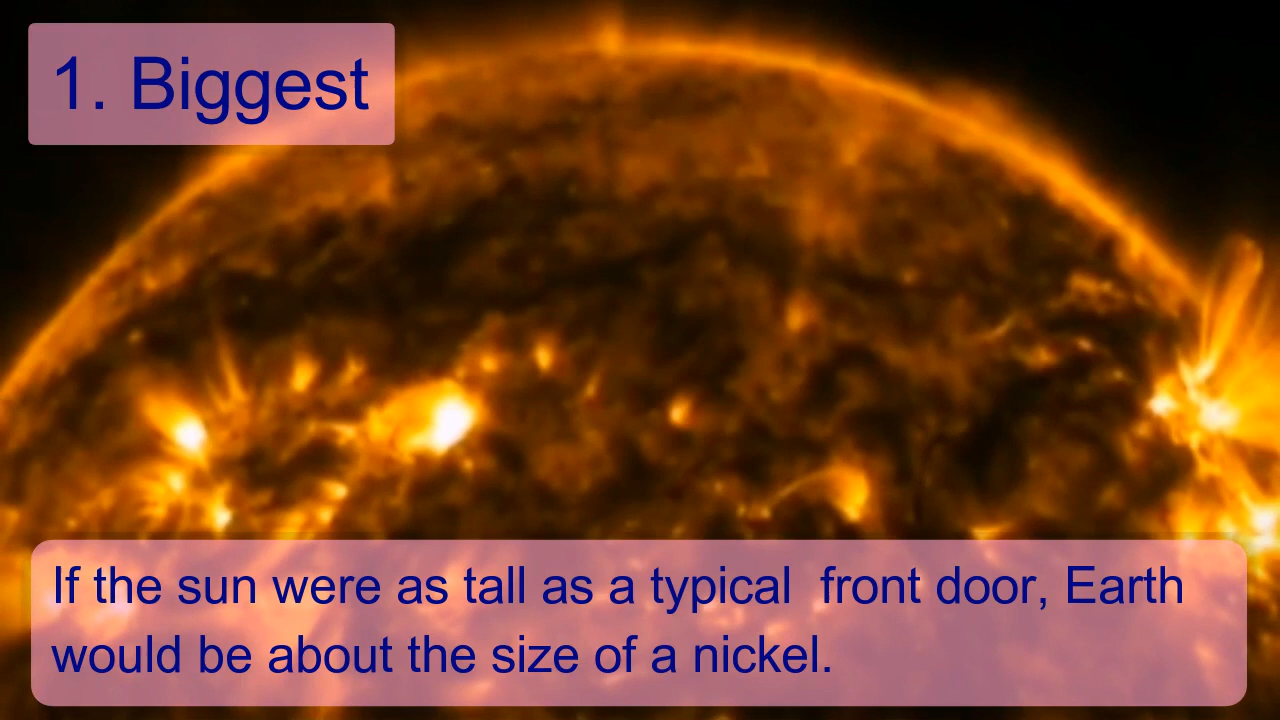 1. Biggest
If the sun were as tall as a typical  front door, Earth
would be about the size of a nickel.